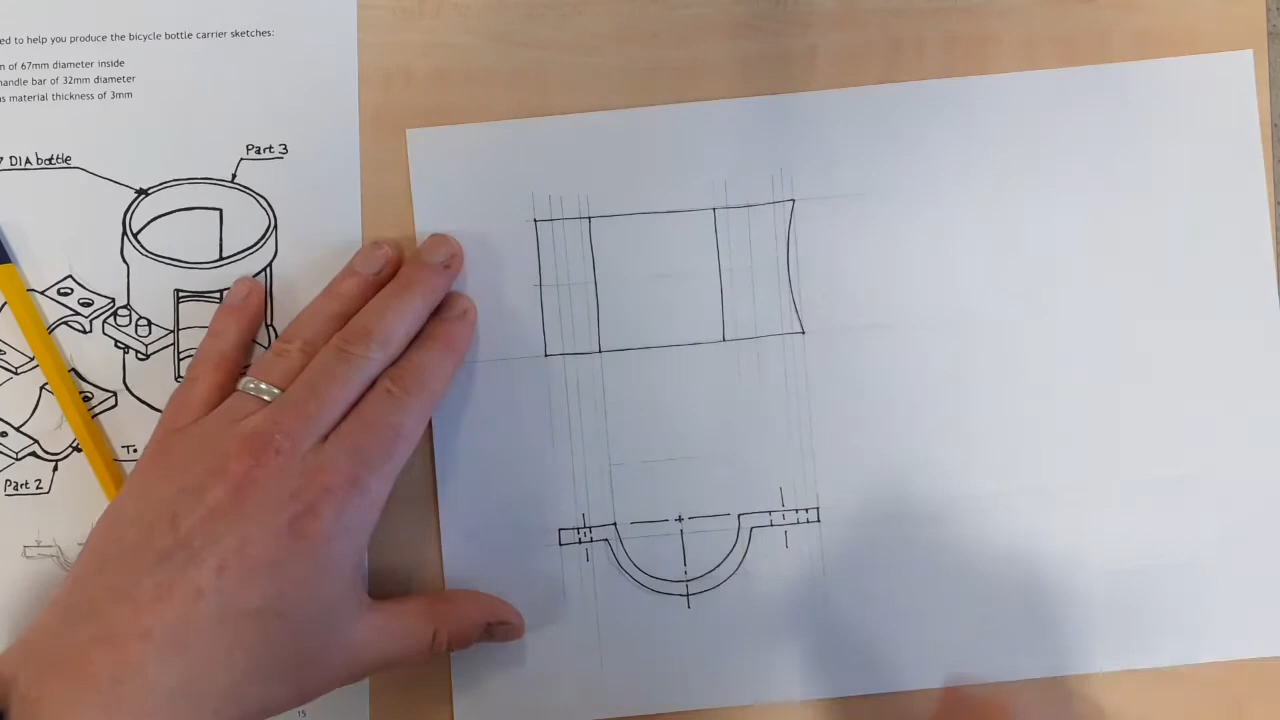 ed to help you produce the bicycle bottle carrier sketches:
of 67mm diameter inside
handle bar of 32mm diameter
material thickness of 3mm
DIA bottle
Part 3
To
Part 2
15